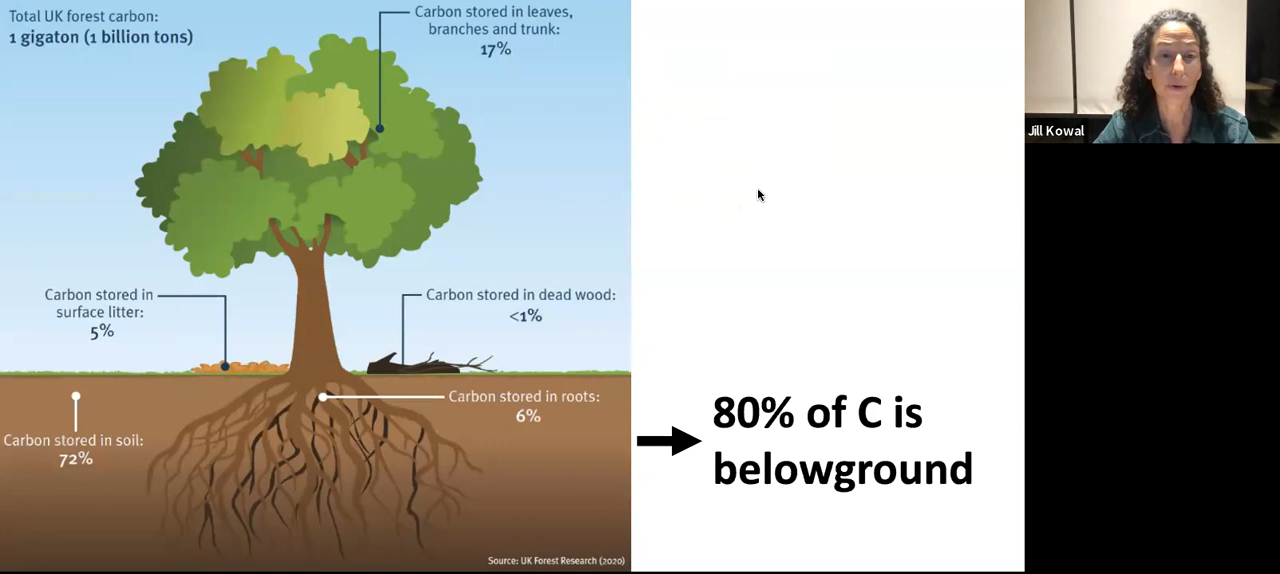 Total UK forest carbon:
1 gigaton (1 billion tons)
Carbon stored in leaves,
branches and trunk:
17%
Carbon stored in
surface litter:
5%
Carbon stored in dead wood:
<1%
Carbon stored in roots:
6%
Carbon stored in soil:
72%
Source: UK Forest Research (2020)
80% of C is
belowground
Jill Kowal